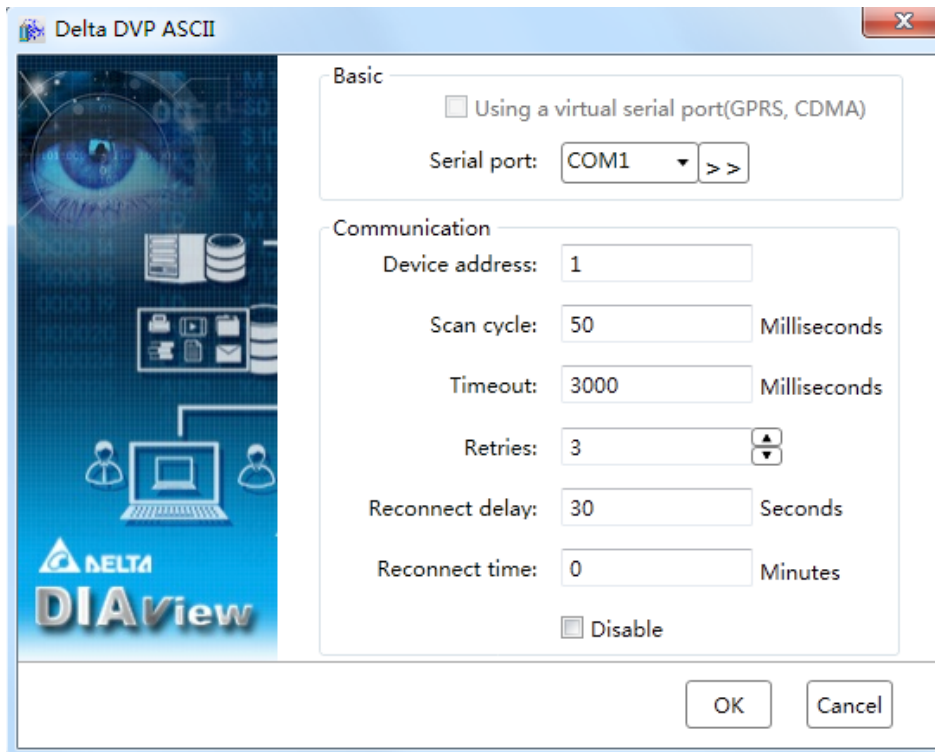 Delta DVP ASCII
Basic
Using a virtual serial port(GPRS, CDMA)
Serial port: COM1 >>
Communication
Device address: 1
Scan cycle: 50 Milliseconds
Timeout: 3000 Milliseconds
Retries: 3
Reconnect delay: 30 Seconds
Reconnect time: 0 Minutes
Disable
DELTA
DIAView
OK Cancel